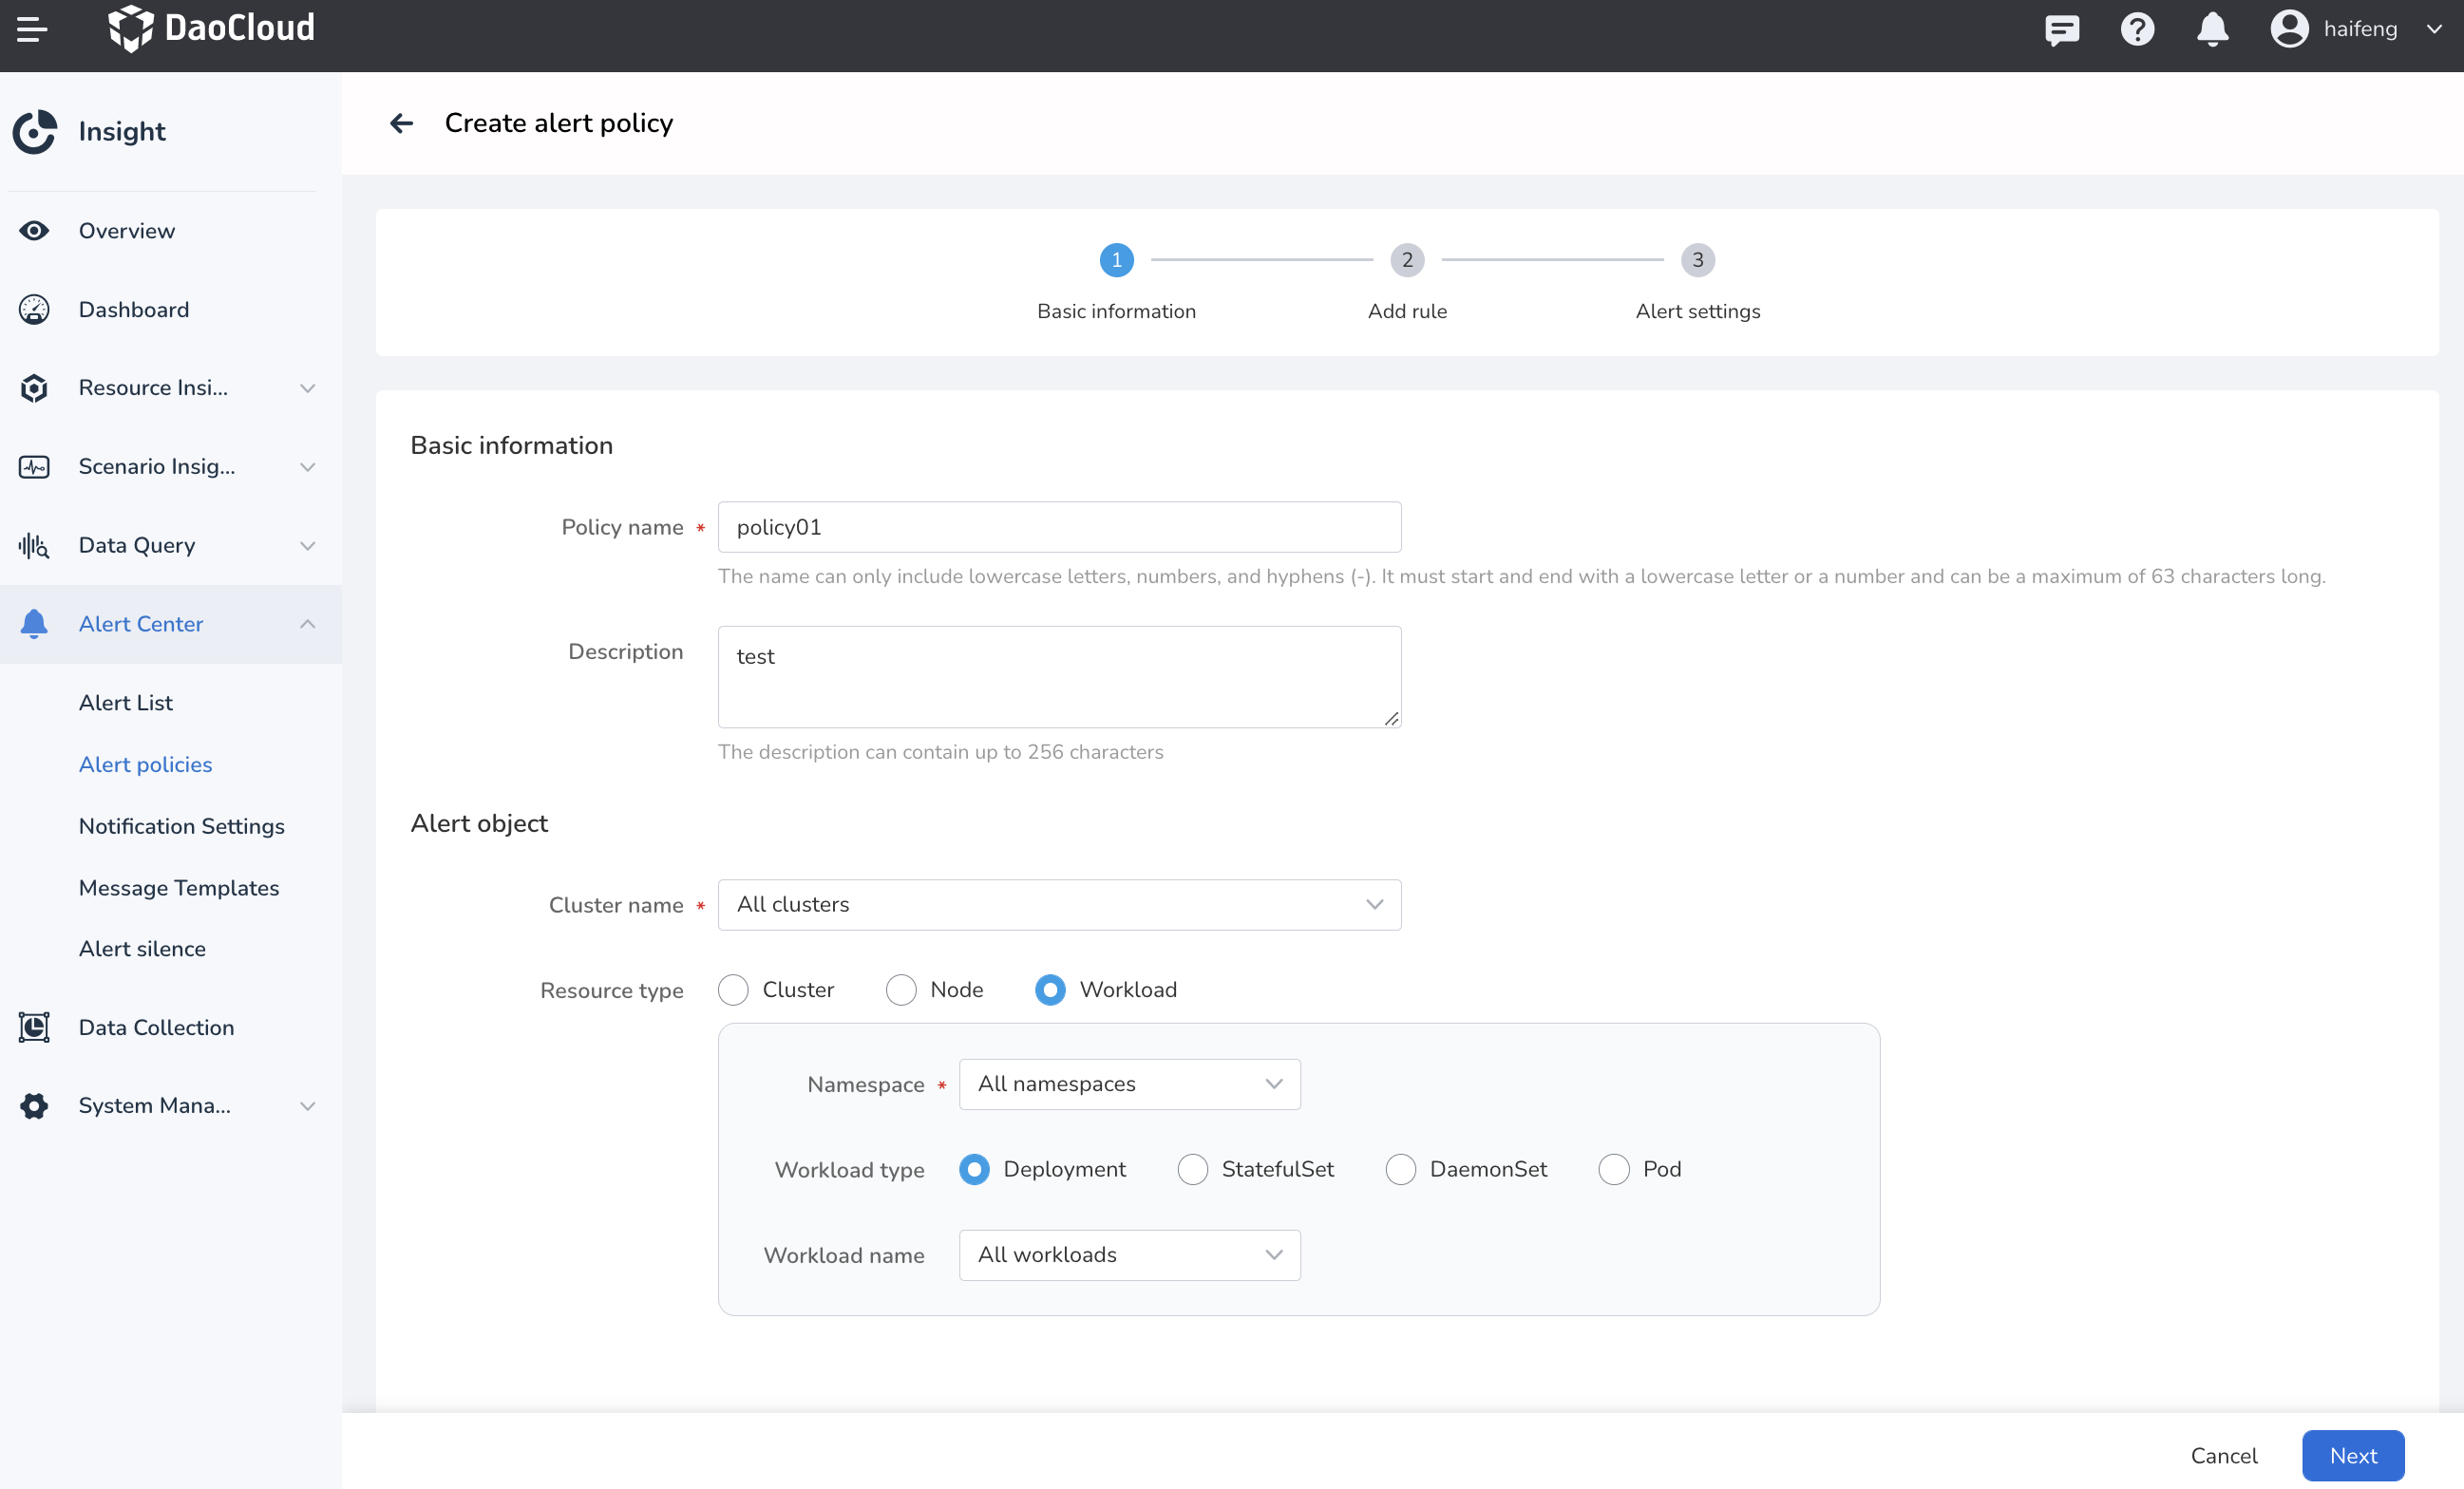 DaoCloud
haifeng
Insight
Overview
Dashboard
Resource Insi...
Scenario Insig...
Data Query
Alert Center
Alert List
Alert policies
Notification Settings
Message Templates
Alert silence
Data Collection
System Mana...
Create alert policy
1 2 3
Basic information Add rule Alert settings
Basic information
Policy name * policy01
The name can only include lowercase letters, numbers, and hyphens (-). It must start and end with a lowercase letter or a number and can be a maximum of 63 characters long.
Description test
The description can contain up to 256 characters
Alert object
Cluster name * All clusters
Resource type Cluster Node Workload
Namespace * All namespaces
Workload type Deployment StatefulSet DaemonSet Pod
Workload name All workloads
Cancel Next